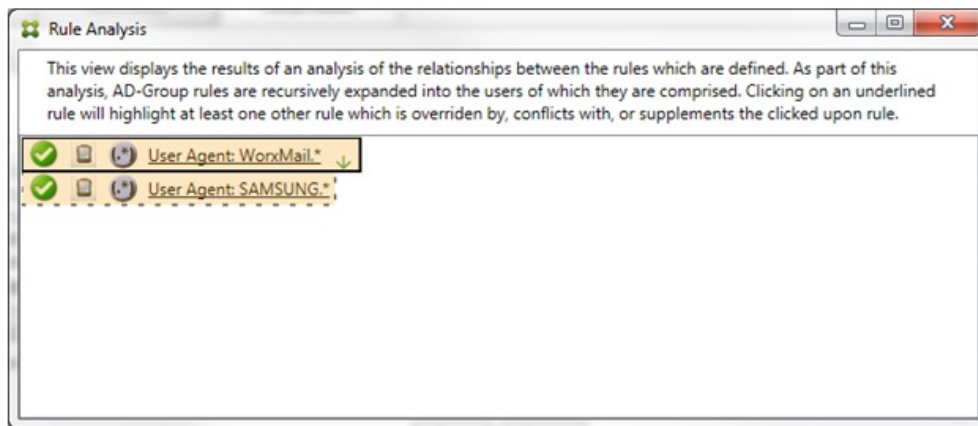 Rule Analysis
This view displays the results of an analysis of the relationships between the rules which are defined. As part of this
analysis, AD-Group rules are recursively expanded into the users of which they are comprised. Clicking on an underlined
rule will highlight at least one other rule which is overriden by, conflicts with, or supplements the clicked upon rule.
(.*) User Agent: WorxMail.*
(.*) User Agent: SAMSUNG.*